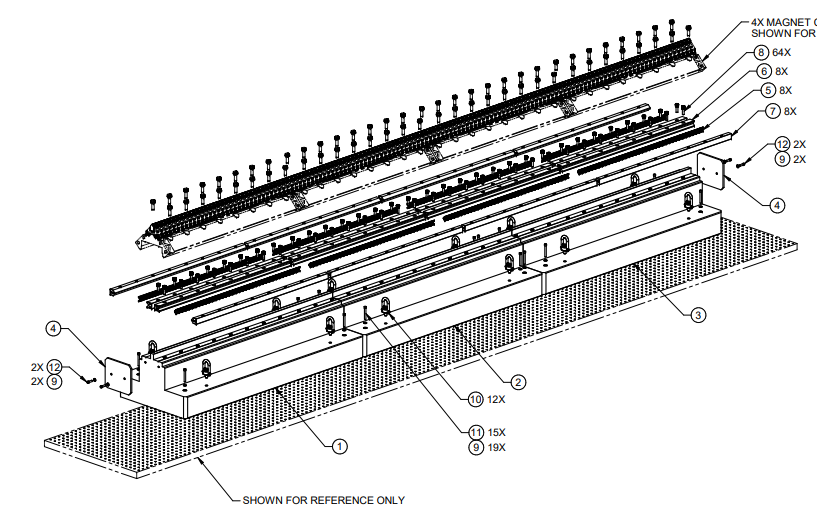 4X MAGNET
SHOWN FOR
8 64X
6 8X
5 8X
7 8X
12 2X
9 2X
4
3
4
2X 12
2X 9
2
10 12X
1
11 15X
9 19X
SHOWN FOR REFERENCE ONLY